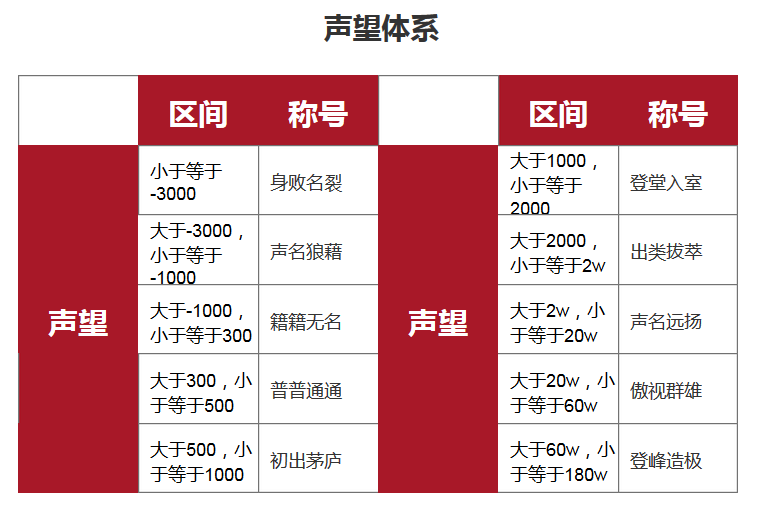 声望体系
区间
称号
区间
称号
声望
小于等于
-3000
身败名裂
声望
大于1000，
小于等于
2000
登堂入室
大于-3000，
小于等于
-1000
声名狼藉
大于2000，
小于等于2w
出类拔萃
大于-1000，
小于等于300
籍籍无名
大于2w，小
于等于20w
声名远扬
大于300，小
于等于500
普普通通
大于20w，小
于等于60w
傲视群雄
大于500，小
于等于1000
初出茅庐
大于60w，小
于等于180w
登峰造极